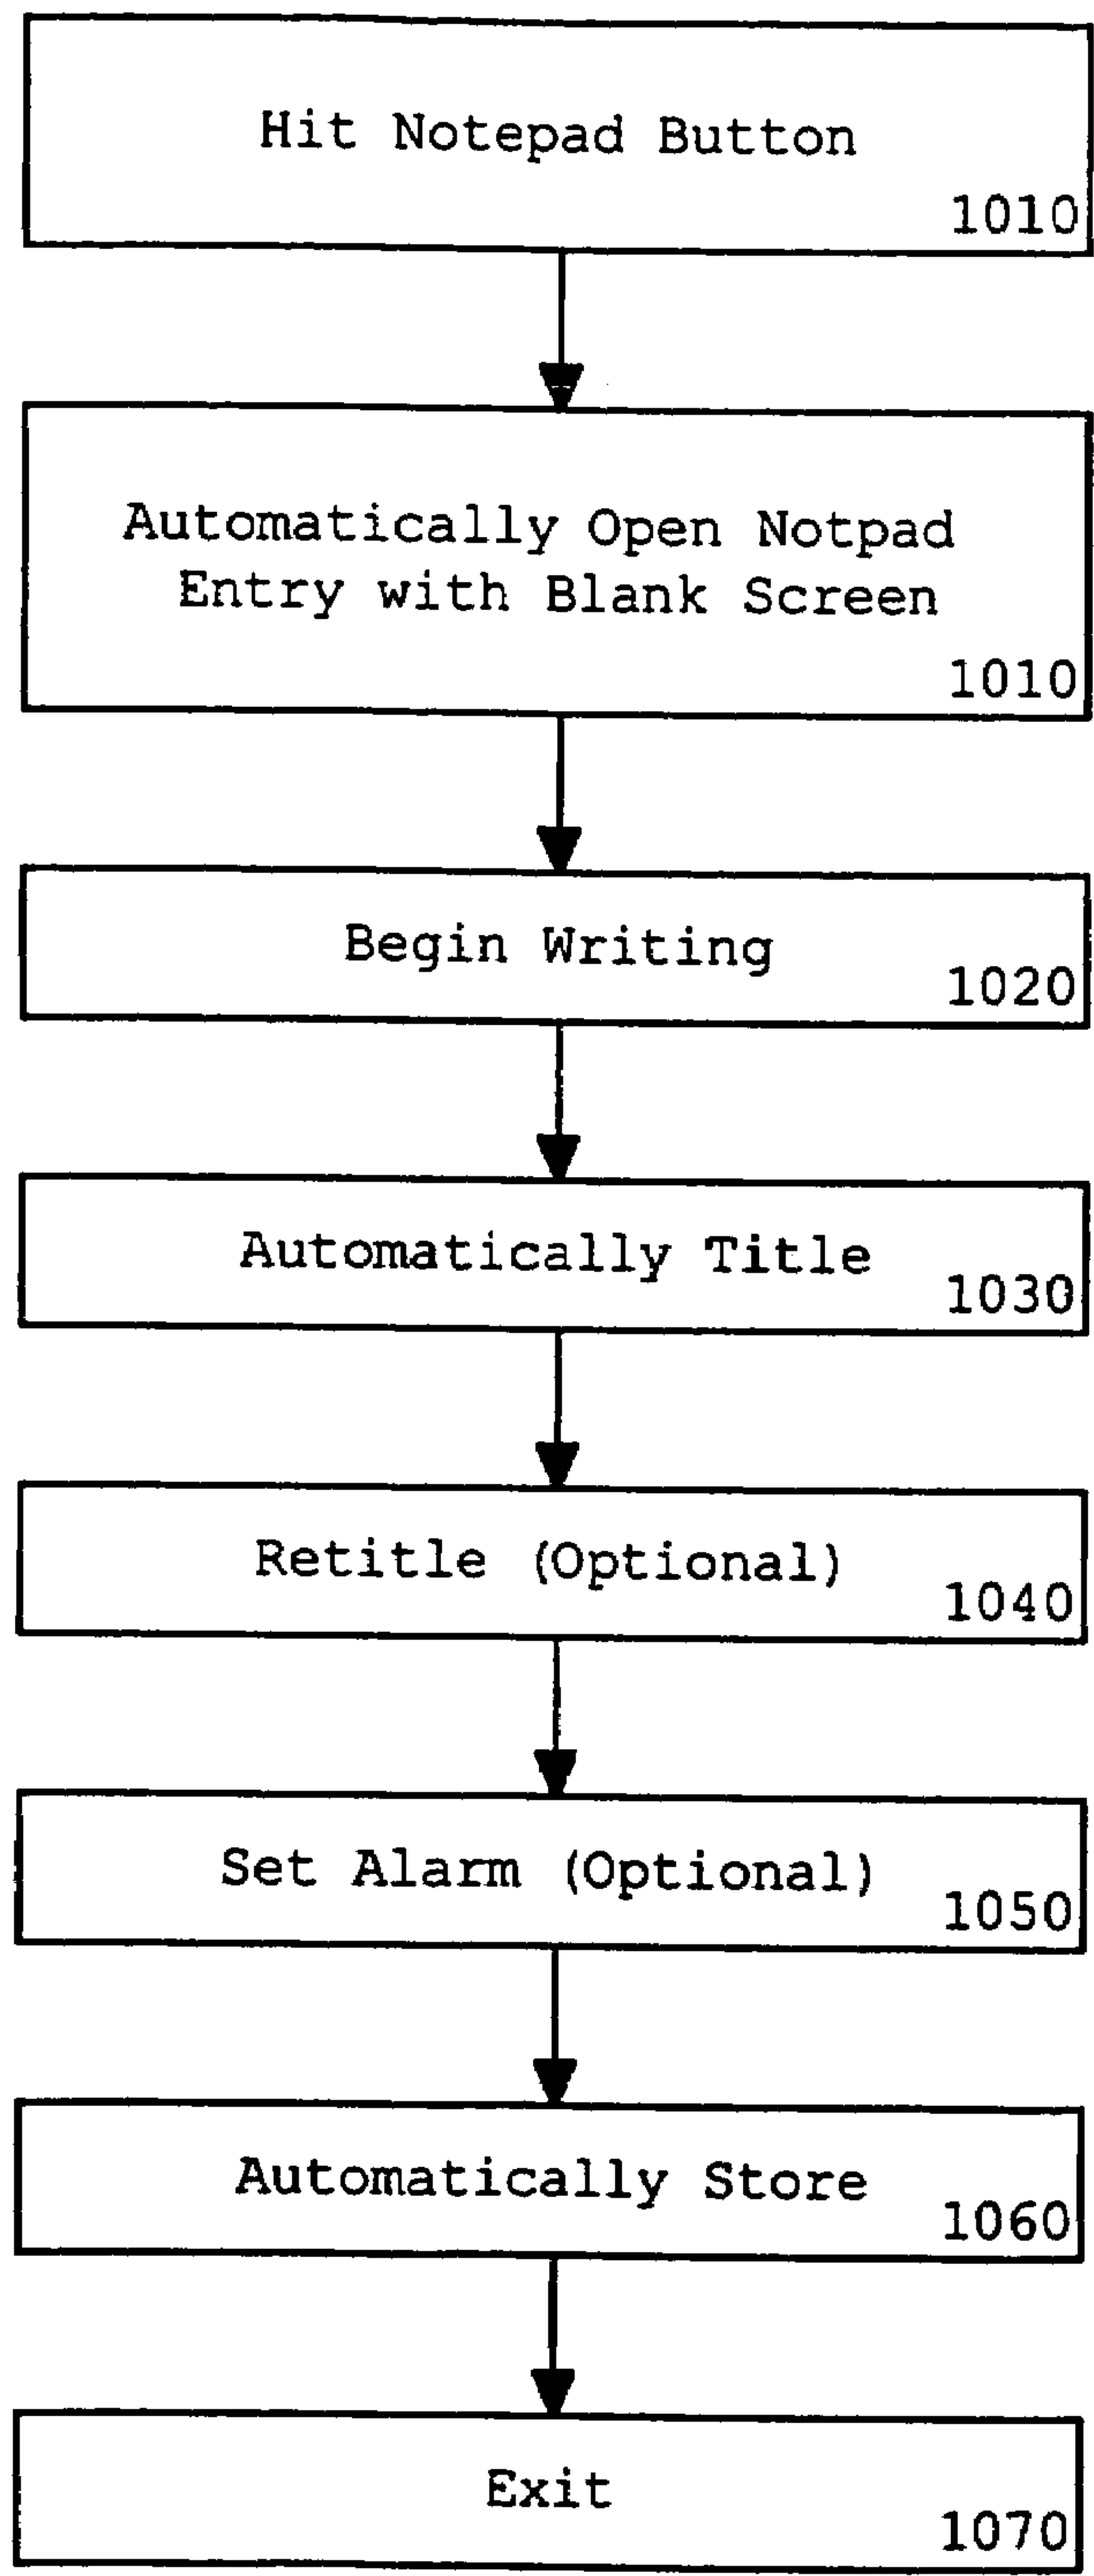 Hit Notepad Button
1010
Automatically Open Notpad
Entry with Blank Screen
1010
Begin Writing
1020
Automatically Title
1030
Retitle (Optional)
1040
Set Alarm (Optional)
1050
Automatically Store
1060
Exit
1070